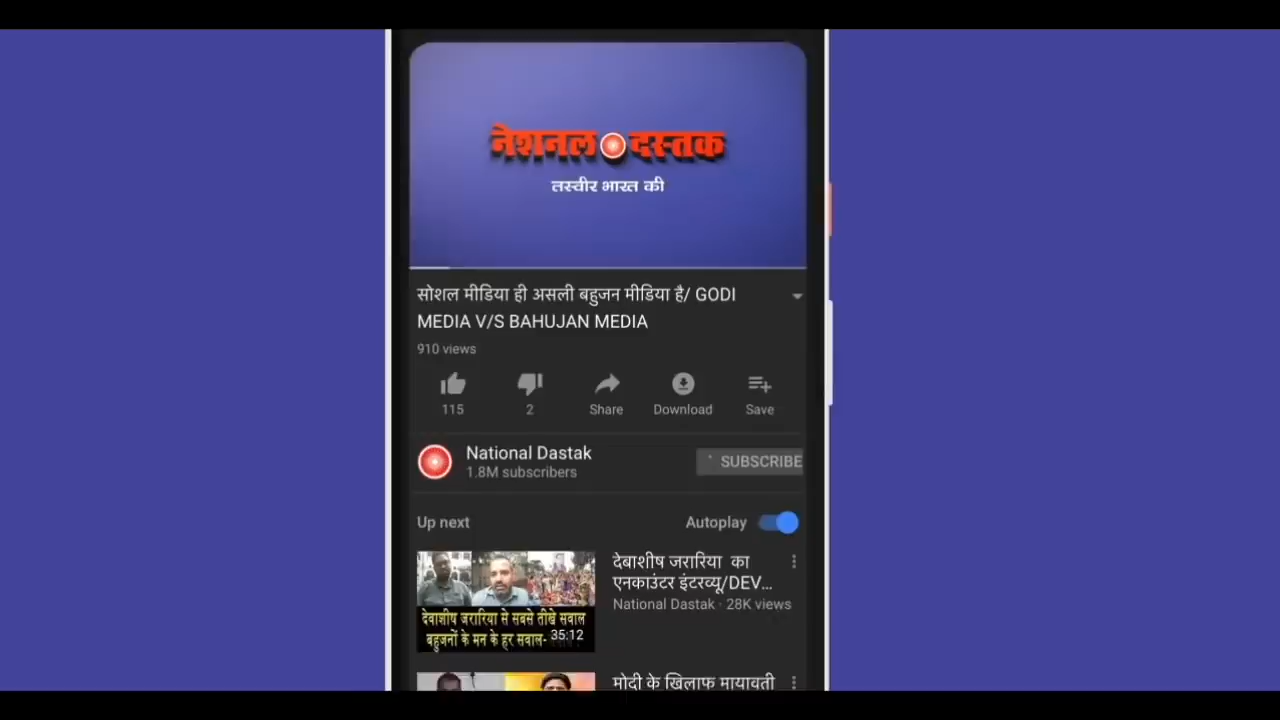 नेशनल दस्तक
तस्वीर भारत की
सोशल मीडिया ही असली बहुजन मीडिया है/ GODI
MEDIA V/S BAHUJAN MEDIA
910 views
115
2
Share
Download
Save
National Dastak
1.8M subscribers
SUBSCRIBE
Up next
Autoplay
देबाशीष जरारिया का
एनकाउंटर इंटरव्यू/DEV...
National Dastak · 28K views
देवाशीष जरारिया से सबसे तीखे सवाल
बहुजनों के मन के हर सवाल-
35:12
मोदी के खिलाफ मायावती